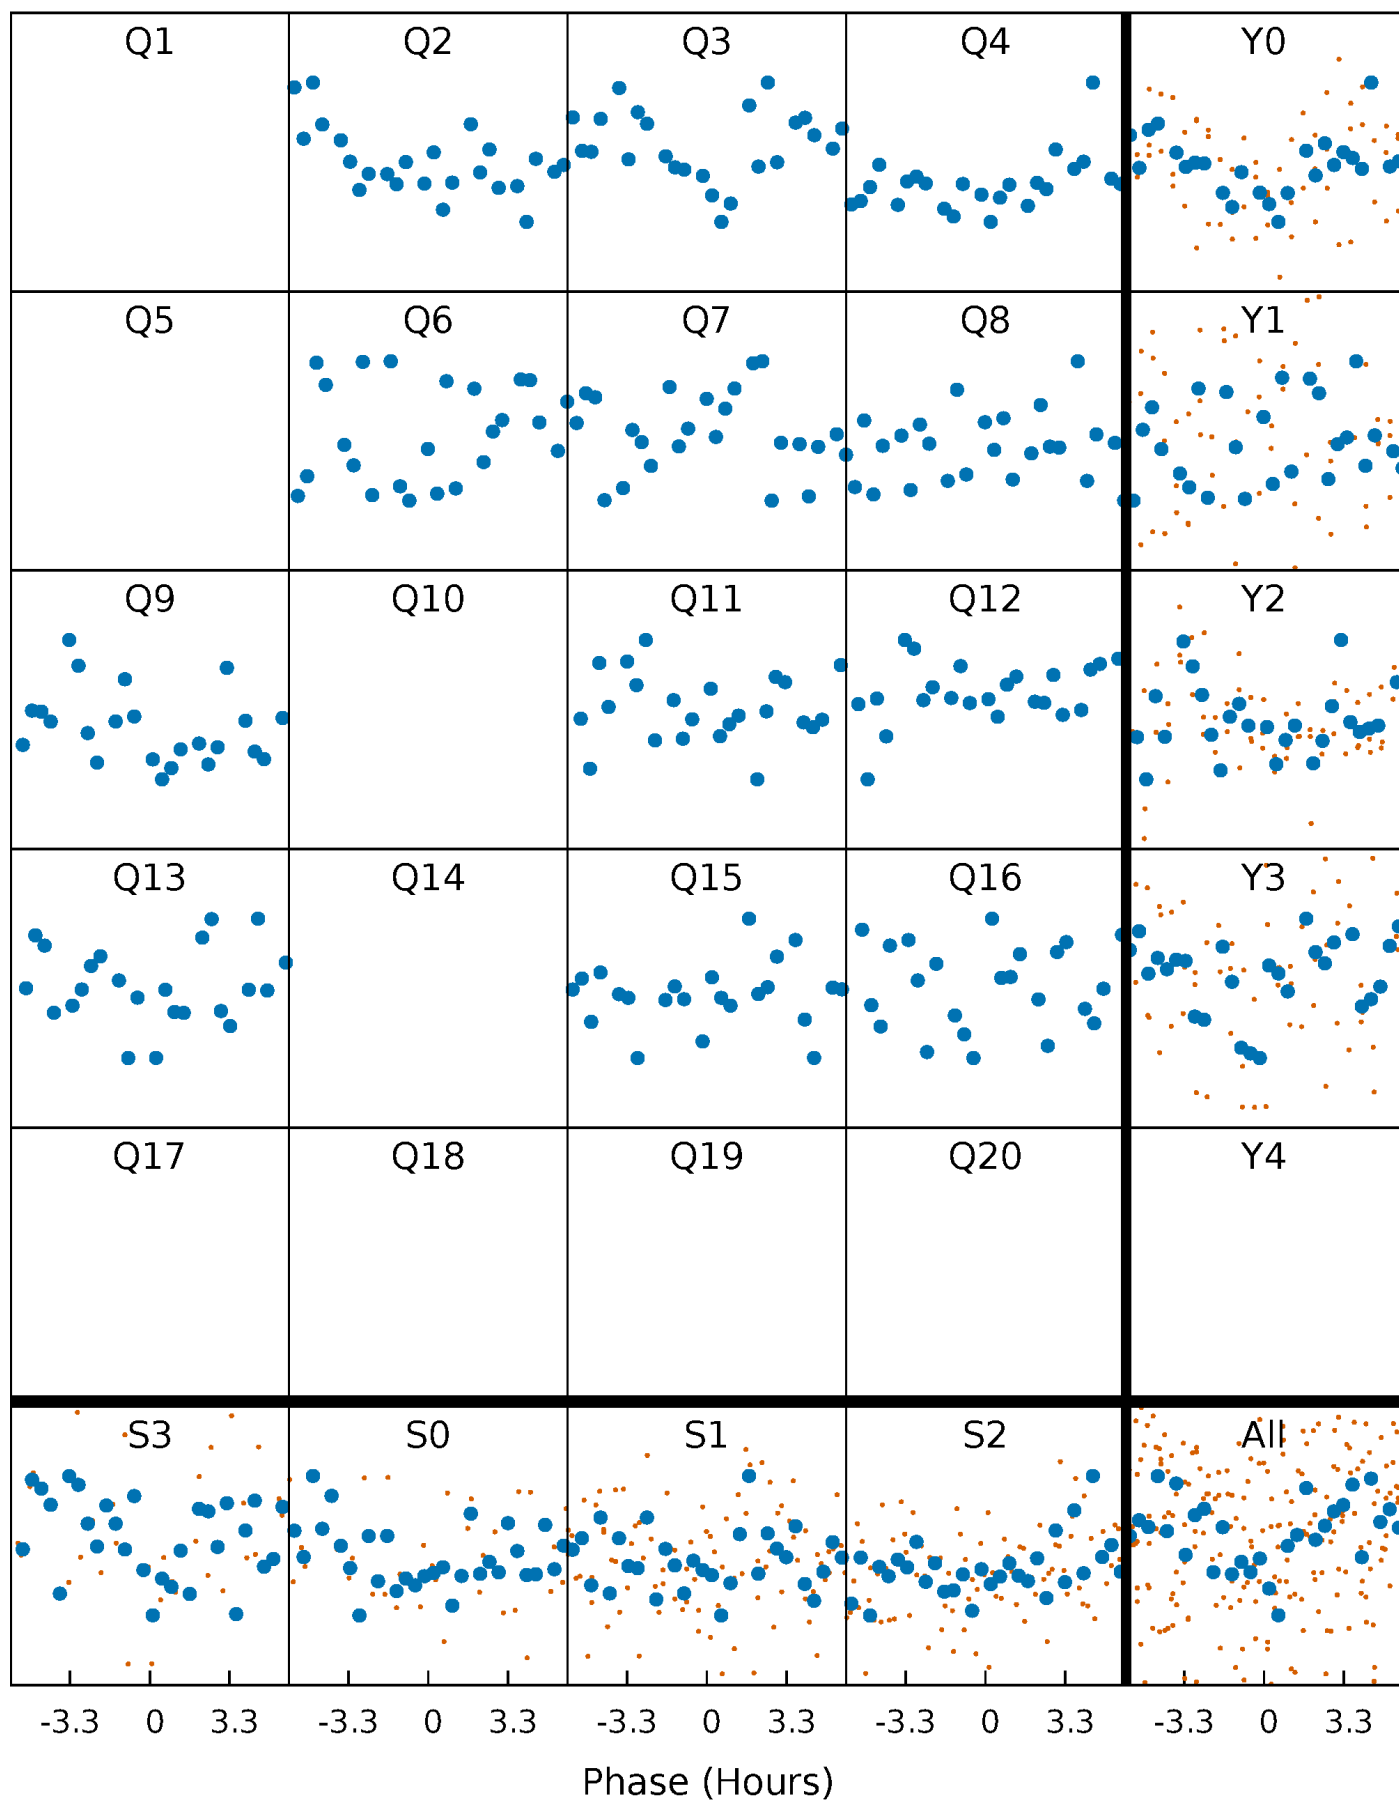 Q1 Q2 Q3 Q4 Y0
Q5 Q6 Q7 Q8 Y1
Q9 Q10 Q11 Q12 Y2
Q13 Q14 Q15 Q16 Y3
Q17 Q18 Q19 Q20 Y4
S3 S0 S1 S2 All
-3.3 0 3.3 -3.3 0 3.3 -3.3 0 3.3 -3.3 0 3.3 -3.3 0 3.3
Phase (Hours)